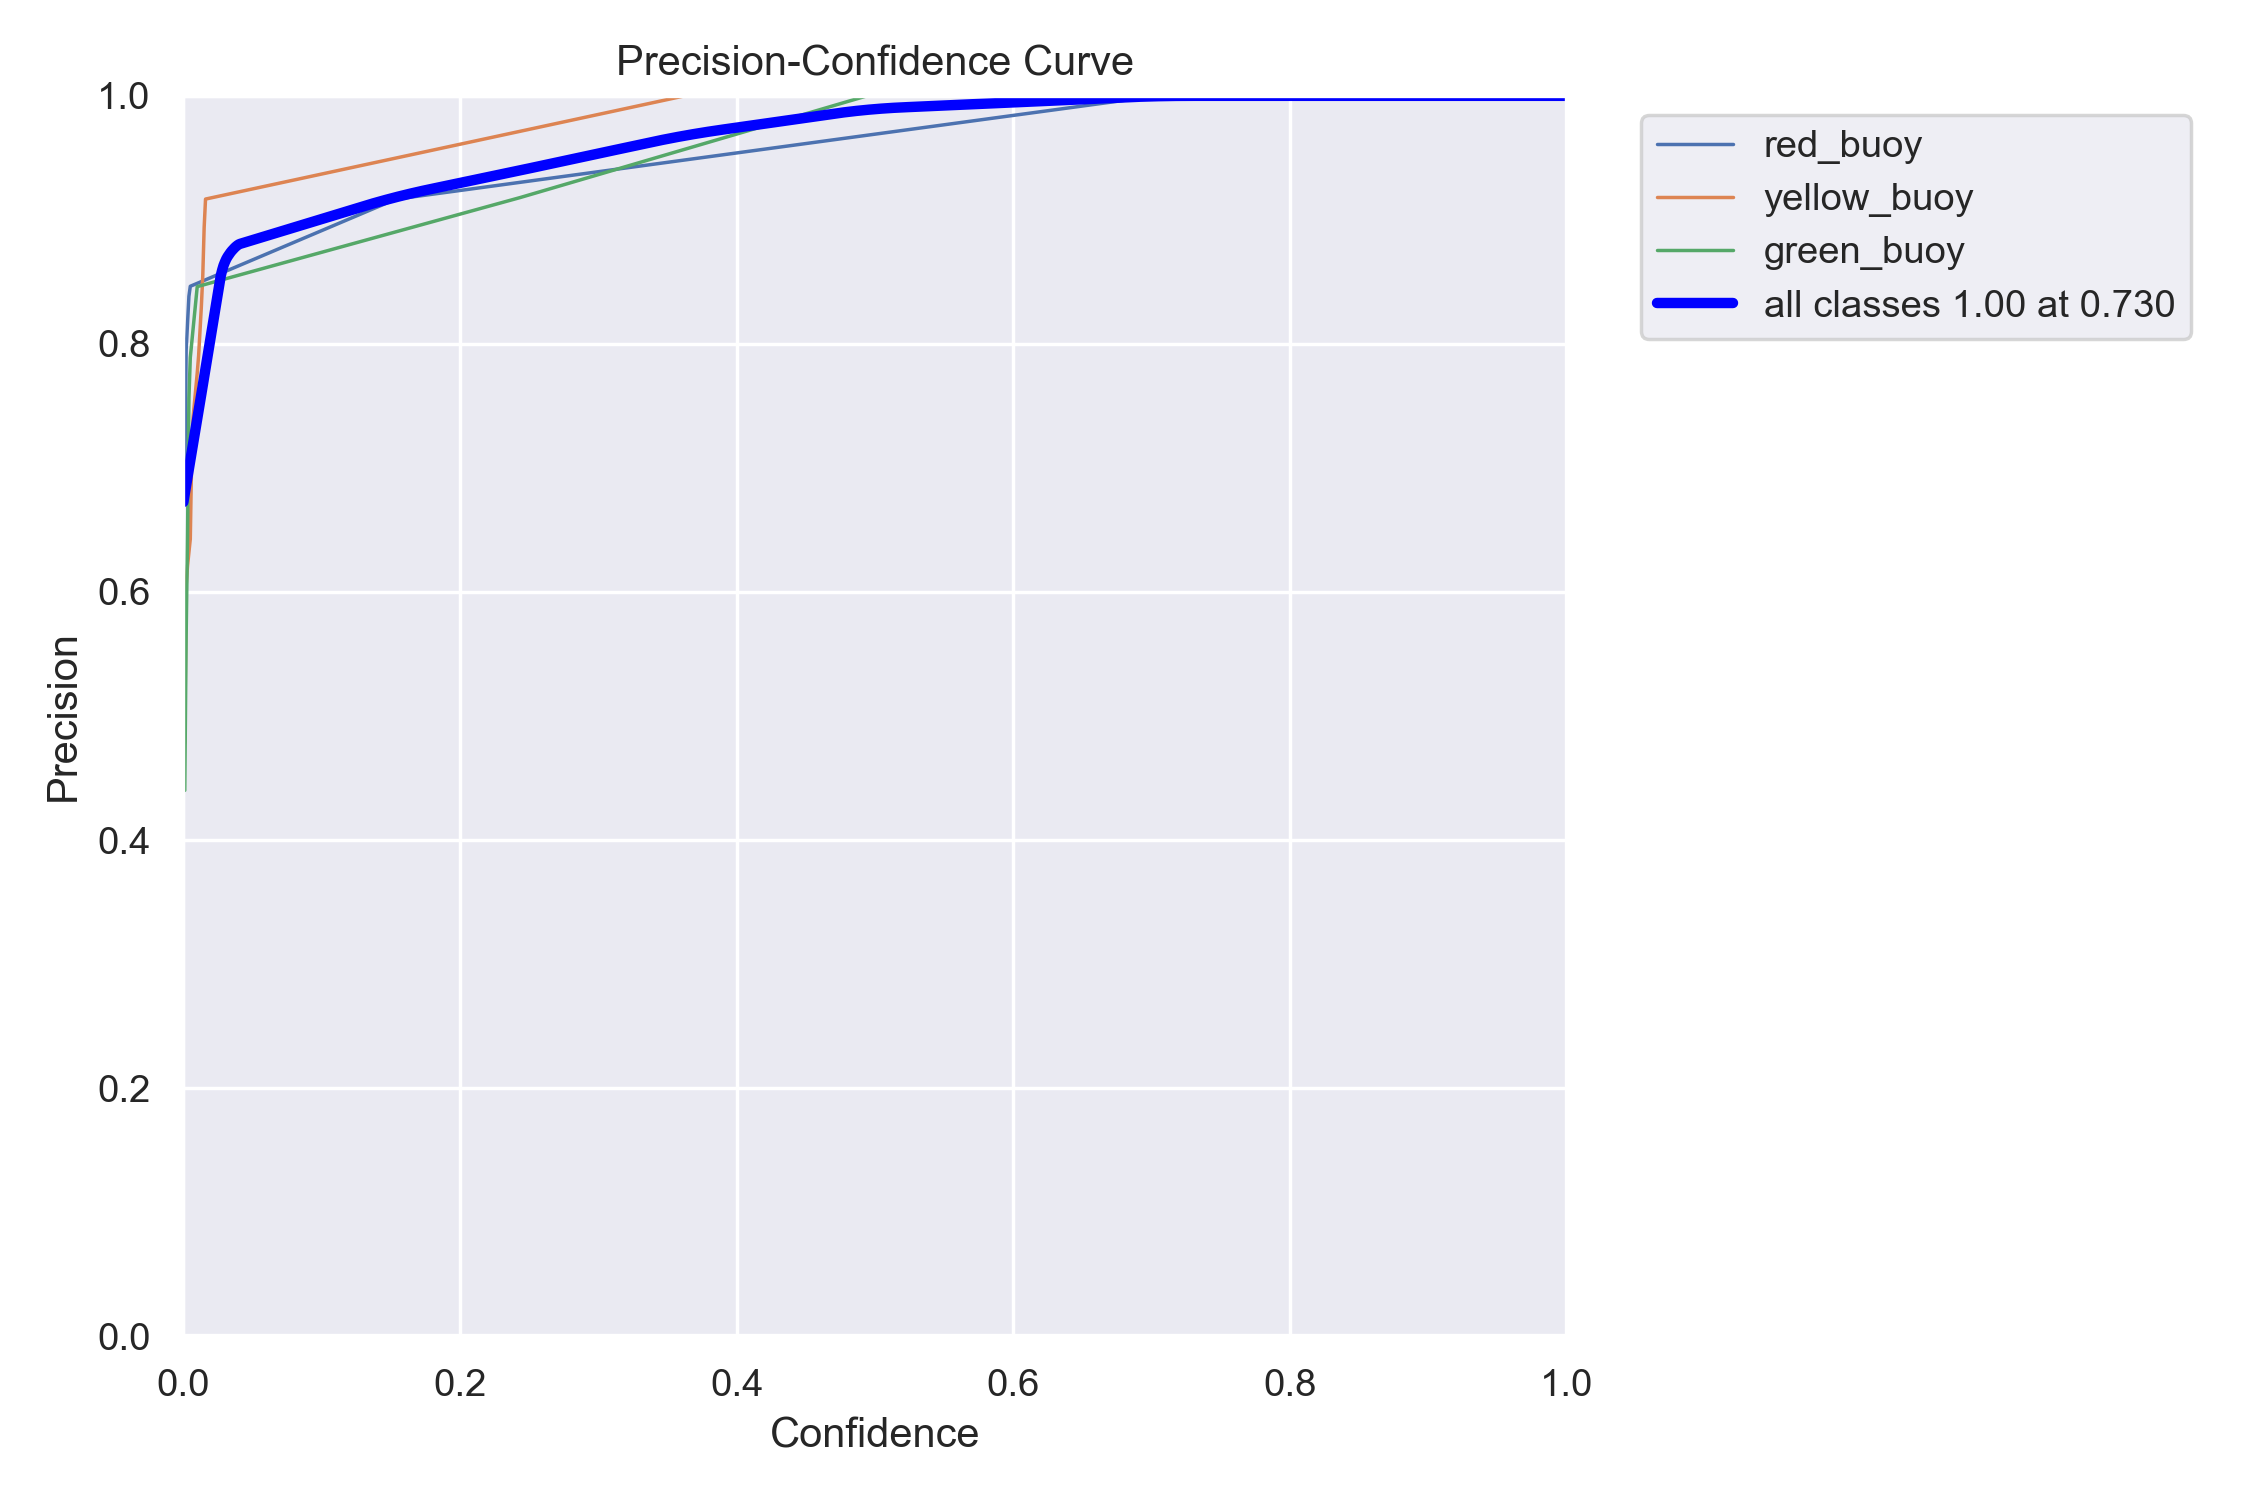 Precision-Confidence Curve
1.0
0.8
0.6
0.4
0.2
0.0
Precision
0.0 0.2 0.4 0.6 0.8 1.0
Confidence
red_buoy
yellow_buoy
green_buoy
all classes 1.00 at 0.730